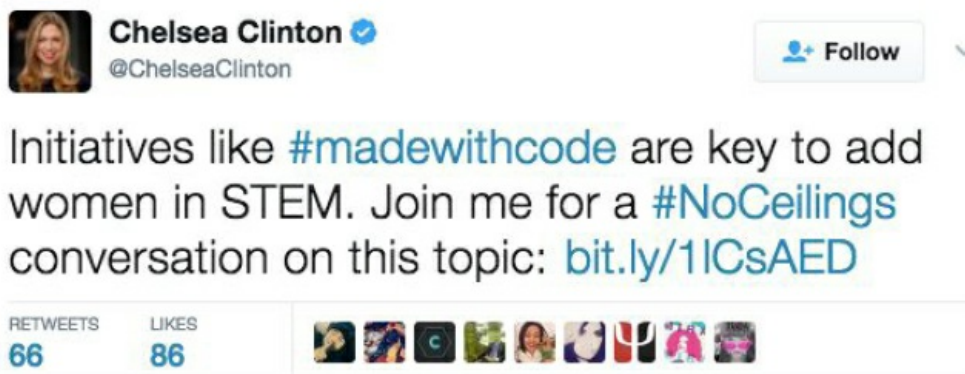 Chelsea Clinton
@ChelseaClinton
Follow
Initiatives like #madewithcode are key to add
women in STEM. Join me for a #NoCeilings
conversation on this topic: bit.ly/1lCsAED
RETWEETS LIKES
66 86